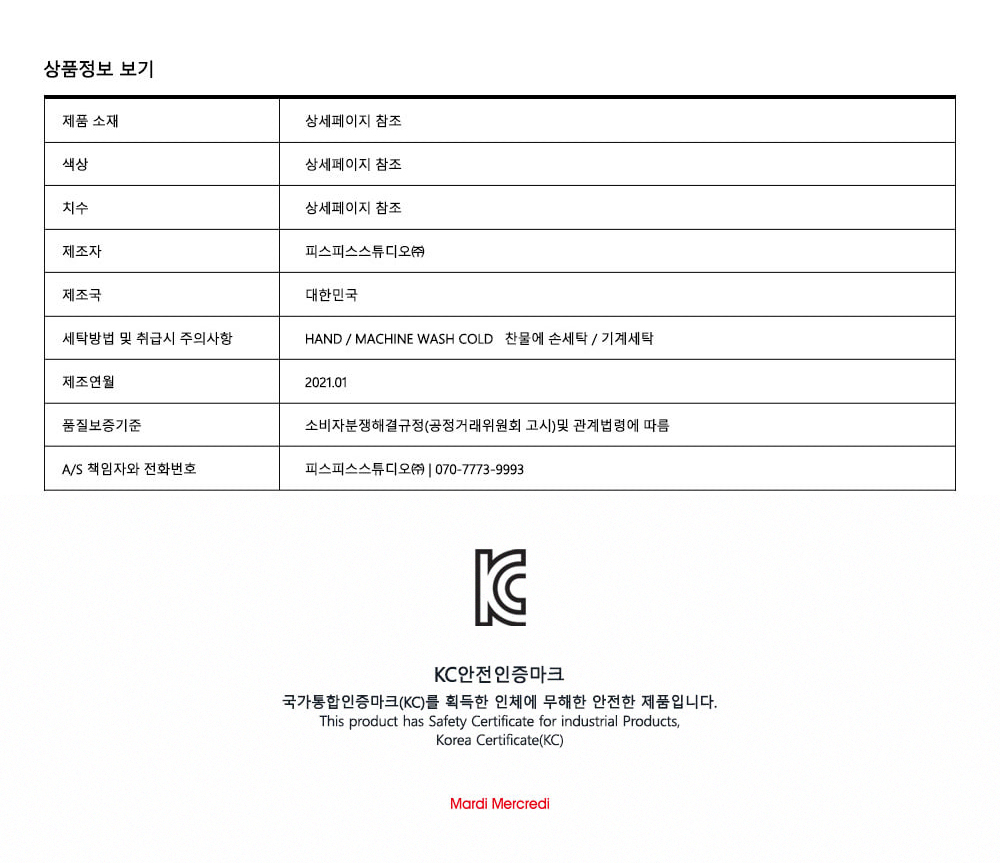 상품정보 보기
제품 소재 상세페이지 참조
색상 상세페이지 참조
치수 상세페이지 참조
제조자 피스피스스튜디오㈜
제조국 대한민국
세탁방법 및 취급시 주의사항 HAND / MACHINE WASH COLD 찬물에 손세탁 / 기계세탁
제조연월 2021.01
품질보증기준 소비자분쟁해결규정(공정거래위원회 고시)및 관계법령에 따름
A/S 책임자와 전화번호 피스피스스튜디오㈜ | 070-7773-9993
KC
KC안전인증마크
국가통합인증마크(KC)를 획득한 인체에 무해한 안전한 제품입니다.
This product has Safety Certificate for industrial Products,
Korea Certificate(KC)
Mardi Mercredi